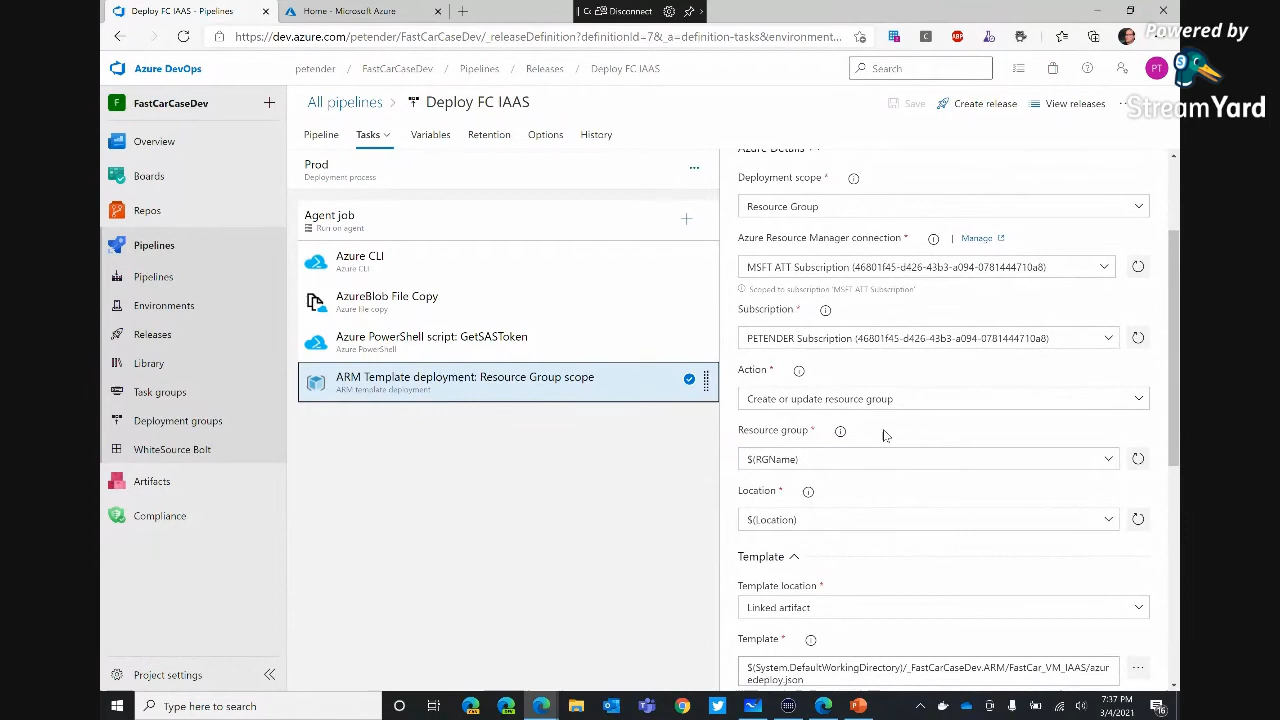 Deploy FC IAAS - Pipelines
Home - Microsoft Azure
Disconnect
Powered by
StreamYard
https://dev.azure.com/petender/FastCarCaseDev/_releaseDefinition?definitionId=7&_a=definition-tasks&environment...
Azure DevOps
petender / FastCarCaseDev / Releases / Deploy FC IAAS
Search
PT
F FastCarCaseDev
All pipelines > Deploy FC IAAS
Save
Create release
View releases
Overview
Pipeline
Tasks
Variables
Retention
Options
History
Boards
Repos
Pipelines
Pipelines
Environments
Releases
Library
Task groups
Deployment groups
WhiteSource Bolt
Artifacts
Compliance
Project settings
Prod
Deployment process
Agent job
Run on agent
Azure CLI
Azure CLI
AzureBlob File Copy
Azure file copy
Azure PowerShell script: GetSASToken
Azure PowerShell
ARM Template deployment: Resource Group scope
ARM template deployment
Azure Details
Deployment scope *
Resource Group
Azure Resource Manager connection * | Manage
MSFT ATT Subscription (46801f45-d426-43b3-a094-0781444710a8)
Scoped to subscription 'MSFT ATT Subscription'
Subscription *
PETENDER Subscription (46801f45-d426-43b3-a094-0781444710a8)
Action *
Create or update resource group
Resource group *
$(RGName)
Location *
$(Location)
Template
Template location *
Linked artifact
Template *
$(System.DefaultWorkingDirectory)/_FastCarCaseDev.ARM/FastCar_VM_IAAS/azur
edeploy.json
Type here to search
7:37 PM
3/4/2021